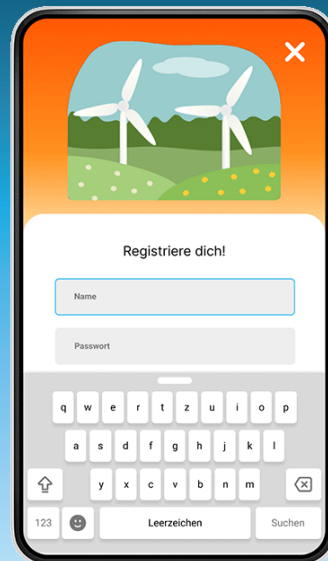 Registriere dich!
Name
Passwort
q w e r t z u i o p
a s d f g h j k l
y x c v b n m
123 Leerzeichen Suchen